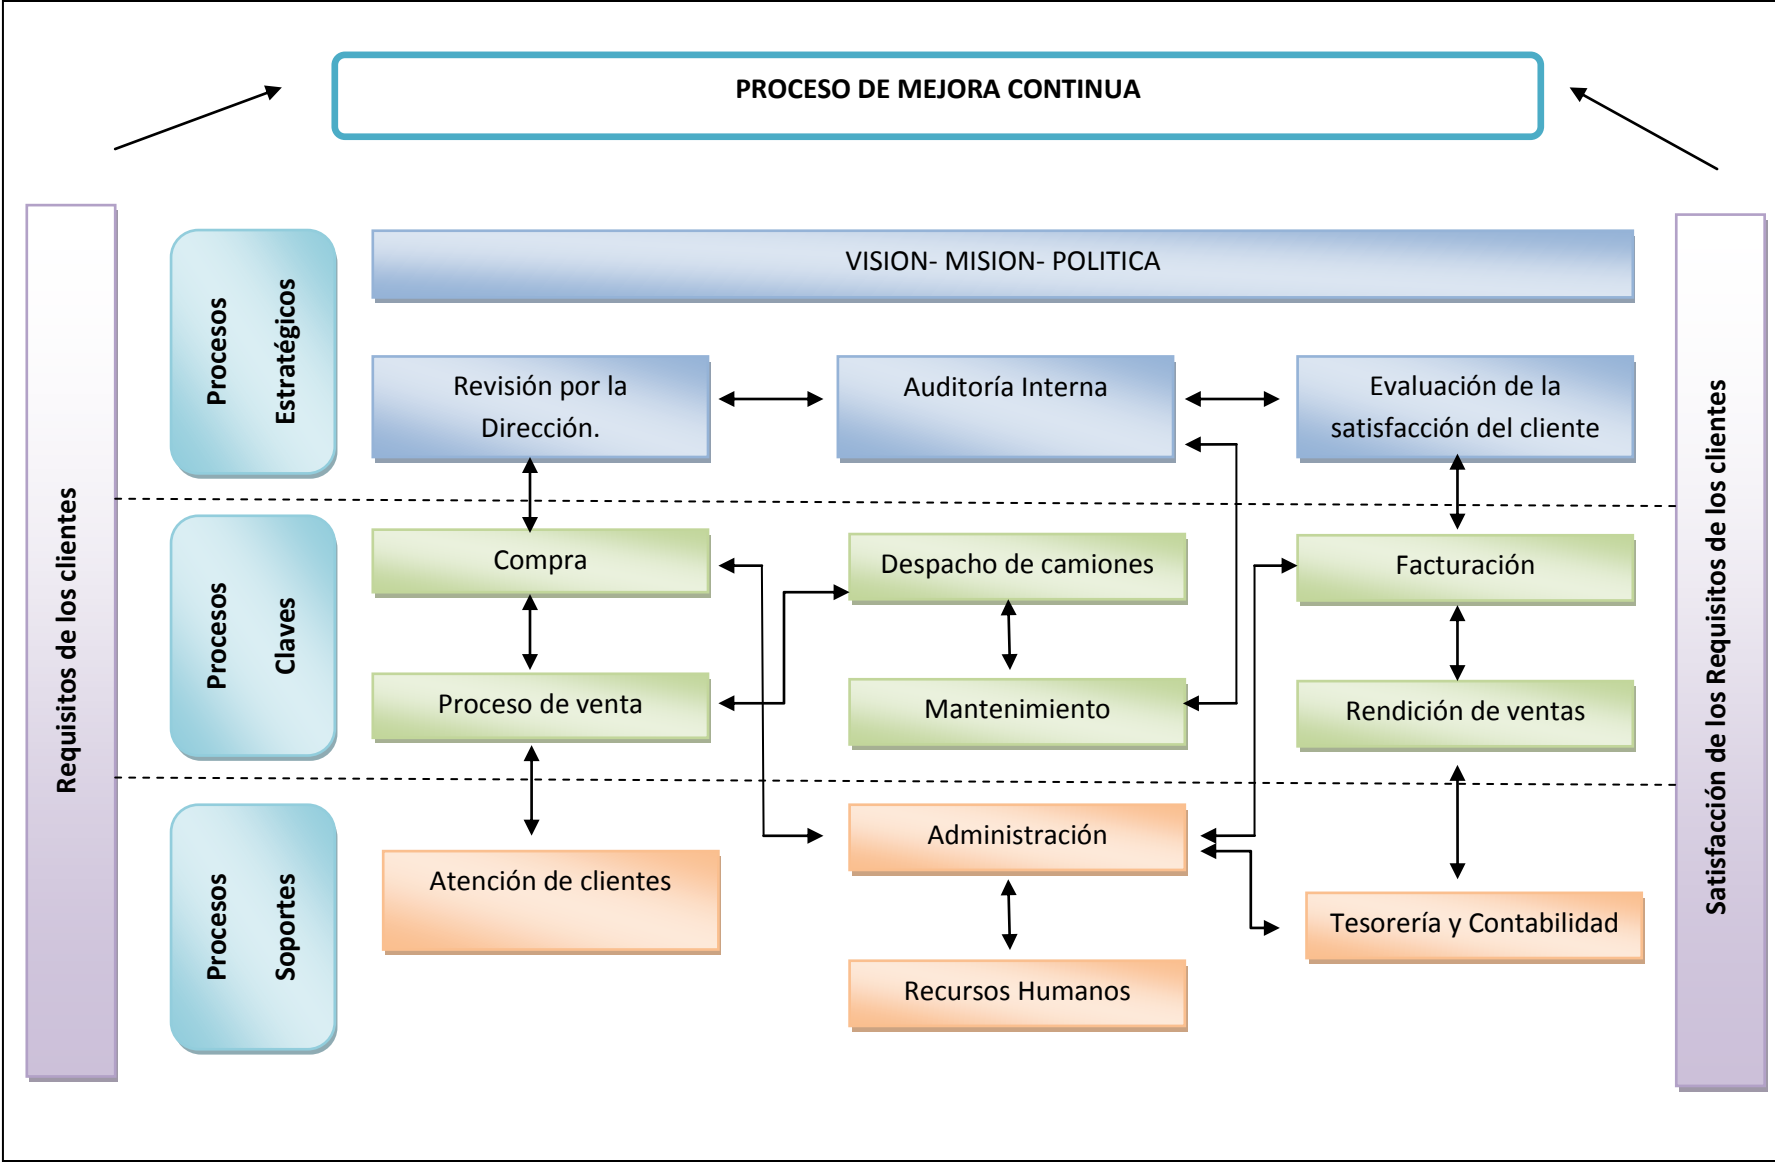 PROCESO DE MEJORA CONTINUA
Requisitos de los clientes
Procesos
Estratégicos
VISION- MISION- POLITICA
Revisión por la
Dirección.
Auditoría Interna
Evaluación de la
satisfacción del cliente
Procesos
Claves
Compra
Despacho de camiones
Facturación
Proceso de venta
Mantenimiento
Rendición de ventas
Procesos
Soportes
Atención de clientes
Administración
Tesorería y Contabilidad
Recursos Humanos
Satisfacción de los Requisitos de los clientes